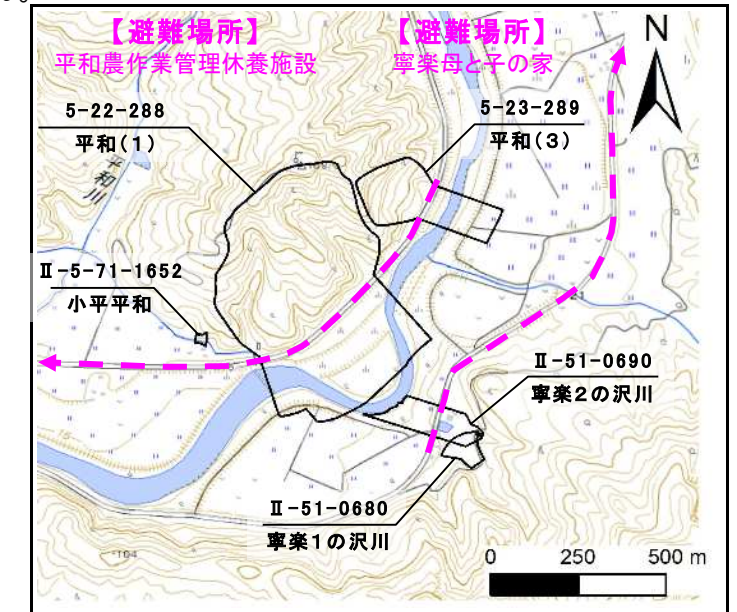 る。
【避難場所】
平和農作業管理休養施設
【避難場所】
寧楽母と子の家
N
5-22-288
平和(1)
5-23-289
平和(3)
平和川
Ⅱ-5-71-1652
小平平和
Ⅱ-51-0690
寧楽2の沢川
Ⅱ-51-0680
寧楽1の沢川
0 250 500 m